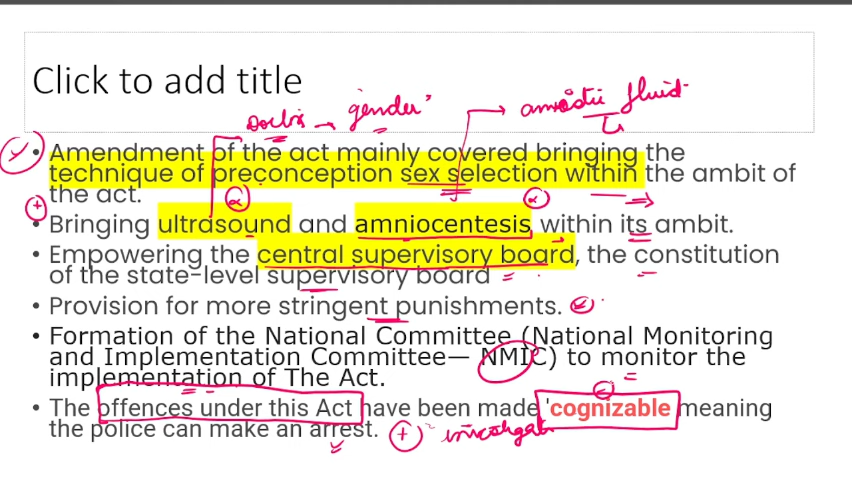 Click to add title
gender'
amniotic fluid
• Amendment of the act mainly covered bringing the
technique of preconception sex selection within the ambit of
the act.
• Bringing ultrasound and amniocentesis within its ambit.
• Empowering the central supervisory board, the constitution
of the state-level supervisory board
• Provision for more stringent punishments.
• Formation of the National Committee (National Monitoring
and Implementation Committee— NMIC) to monitor the
implementation of The Act.
• The offences under this Act have been made 'cognizable meaning
the police can make an arrest. + investigat